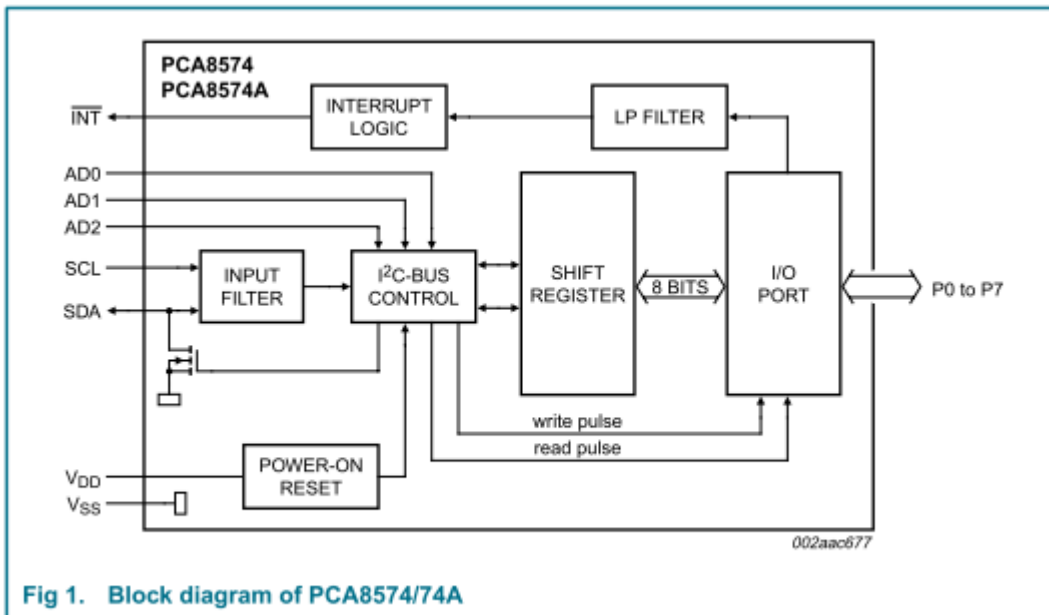 PCA8574
PCA8574A
INT
INTERRUPT
LOGIC
LP FILTER
AD0
AD1
AD2
SCL
SDA
INPUT
FILTER
I²C-BUS
CONTROL
SHIFT
REGISTER
8 BITS
I/O
PORT
P0 to P7
write pulse
read pulse
POWER-ON
RESET
VDD
VSS
002aac677
Fig 1. Block diagram of PCA8574/74A